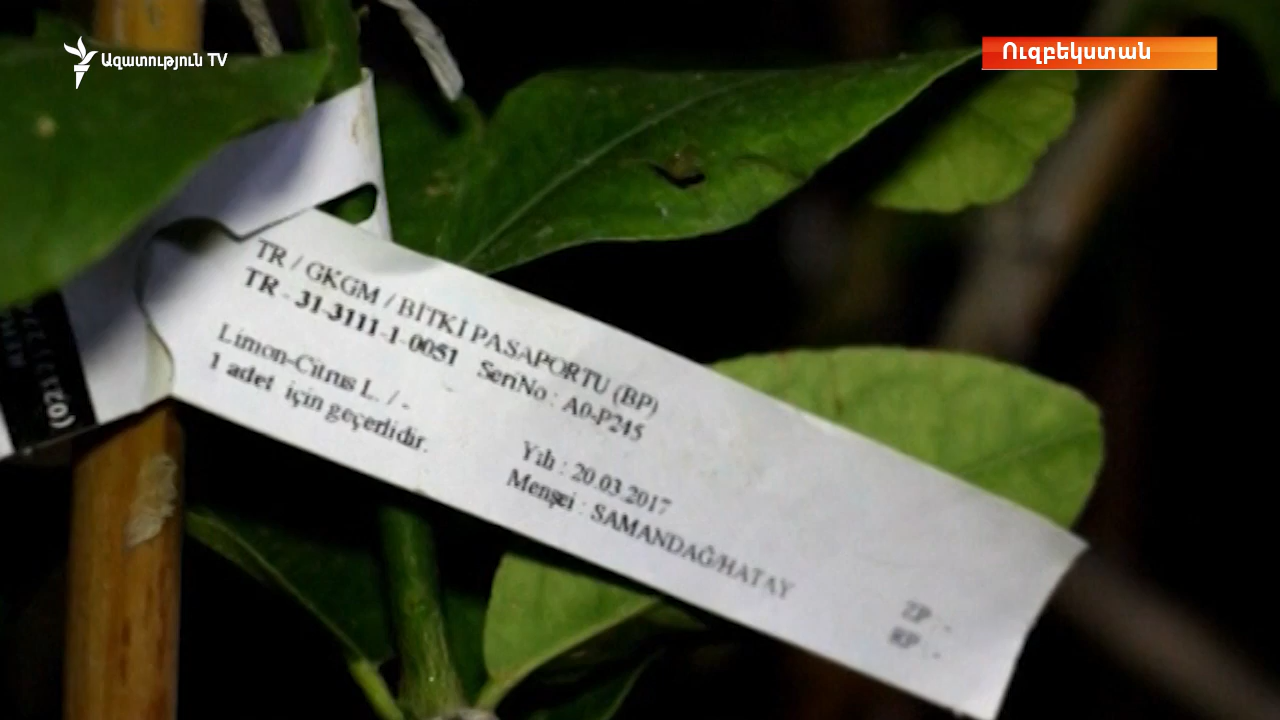 Ազատություն TV
Ուզբեկստան
TR / GKGM / BİTKİ PASAPORTU (BP)
TR - 31-3111-1-0051 SeriNo : A0-P245
Limon-Citrus L. / -
1 adet için geçerlidir.
Yılı : 20.03.2017
Menşei : SAMANDAĞ/HATAY
ZP : -
RP : -